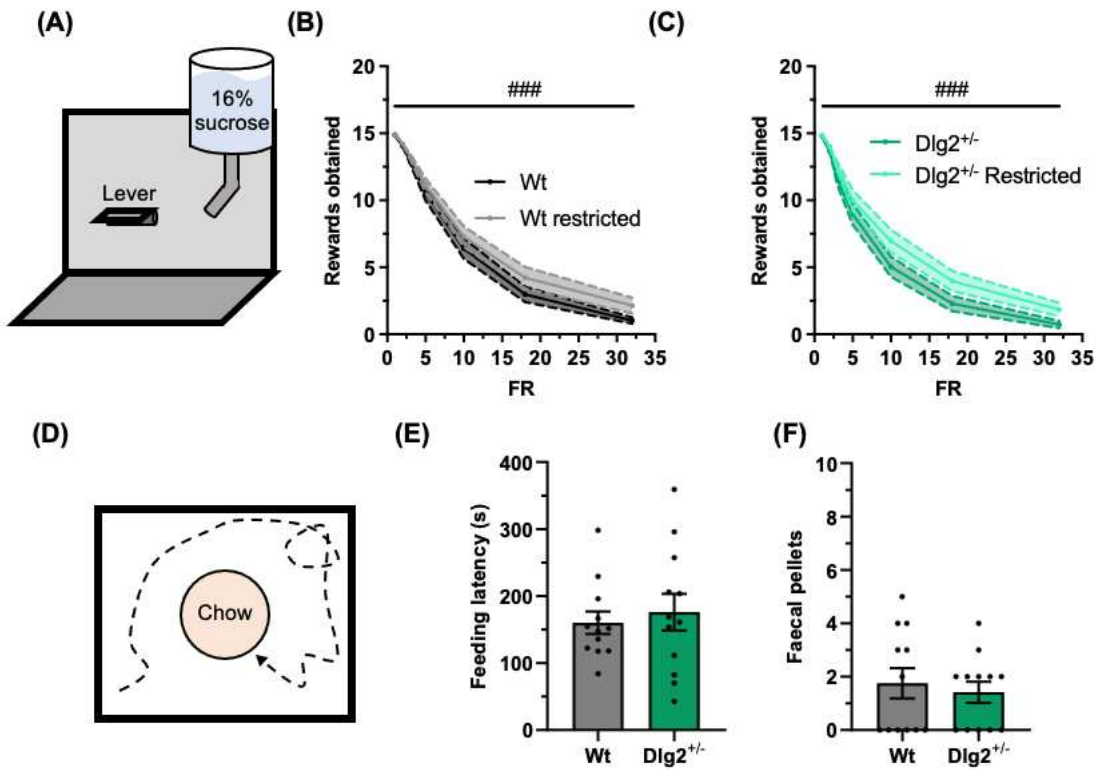 (A)
16%
sucrose
Lever
(B)
Rewards obtained
20
15
10
5
0
###
Wt
Wt restricted
0 5 10 15 20 25 30 35
FR
(C)
Rewards obtained
20
15
10
5
0
###
Dlg2+/-
Dlg2+/- Restricted
0 5 10 15 20 25 30 35
FR
(D)
Chow
(E)
Feeding latency (s)
400
300
200
100
0
Wt Dlg2+/-
(F)
Faecal pellets
10
8
6
4
2
0
Wt Dlg2+/-